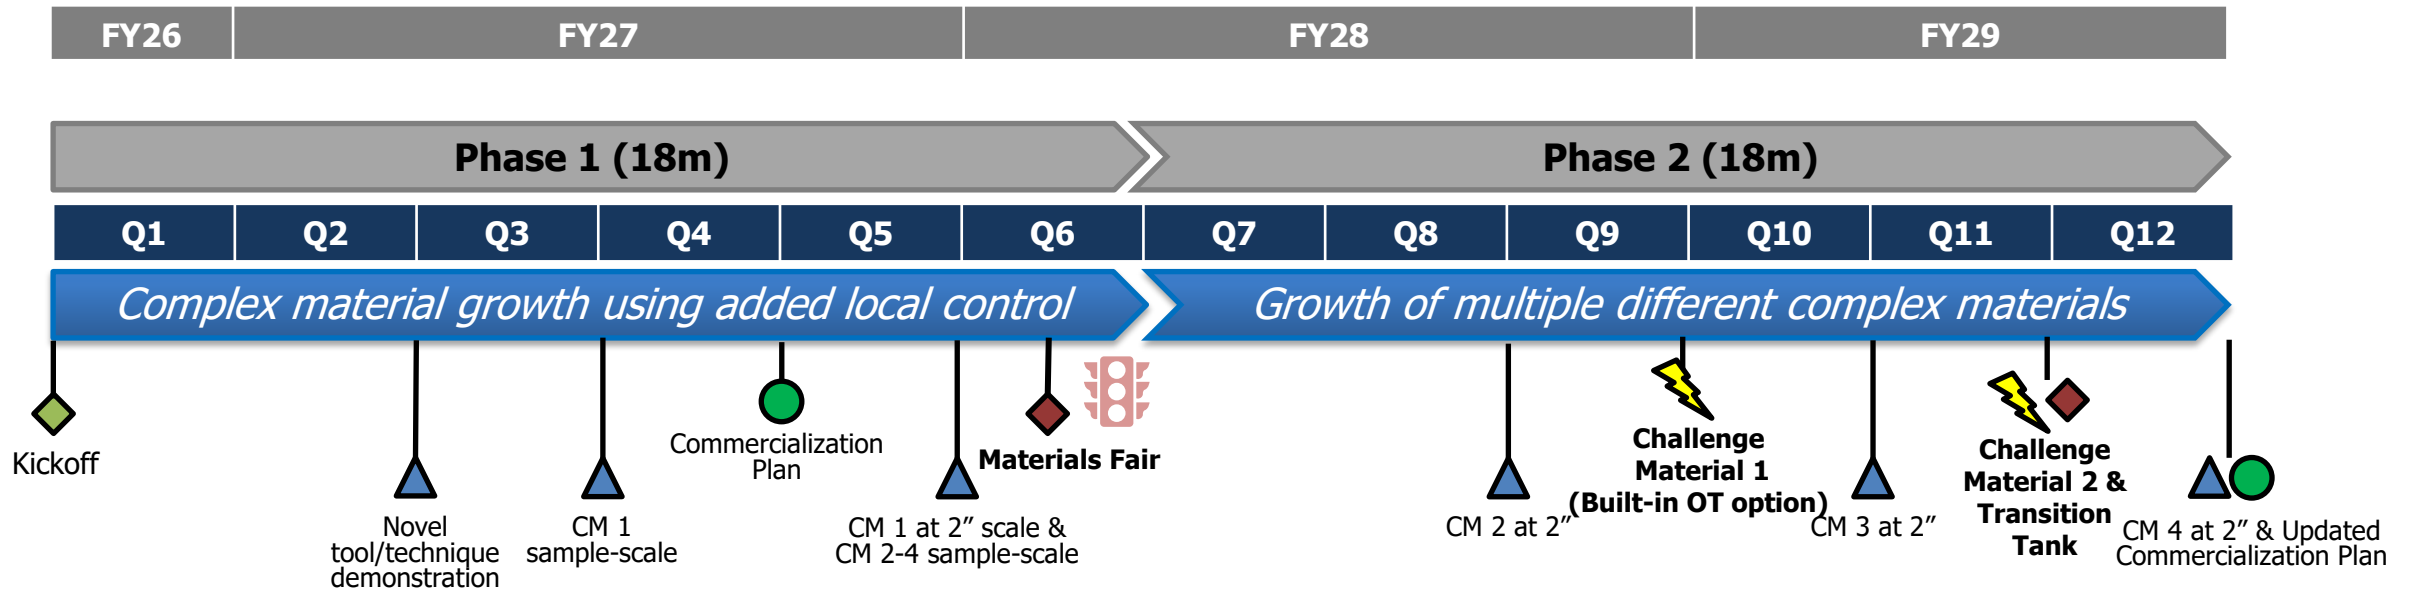 FY26 FY27 FY28 FY29
Phase 1 (18m) Phase 2 (18m)
Q1 Q2 Q3 Q4 Q5 Q6 Q7 Q8 Q9 Q10 Q11 Q12
Complex material growth using added local control
Growth of multiple different complex materials
Kickoff
Novel
tool/technique
demonstration
CM 1
sample-scale
Commercialization
Plan
CM 1 at 2” scale &
CM 2-4 sample-scale
Materials Fair
CM 2 at 2”
Challenge
Material 1
(Built-in OT option)
CM 3 at 2”
Challenge
Material 2 &
Transition
Tank
CM 4 at 2” & Updated
Commercialization Plan